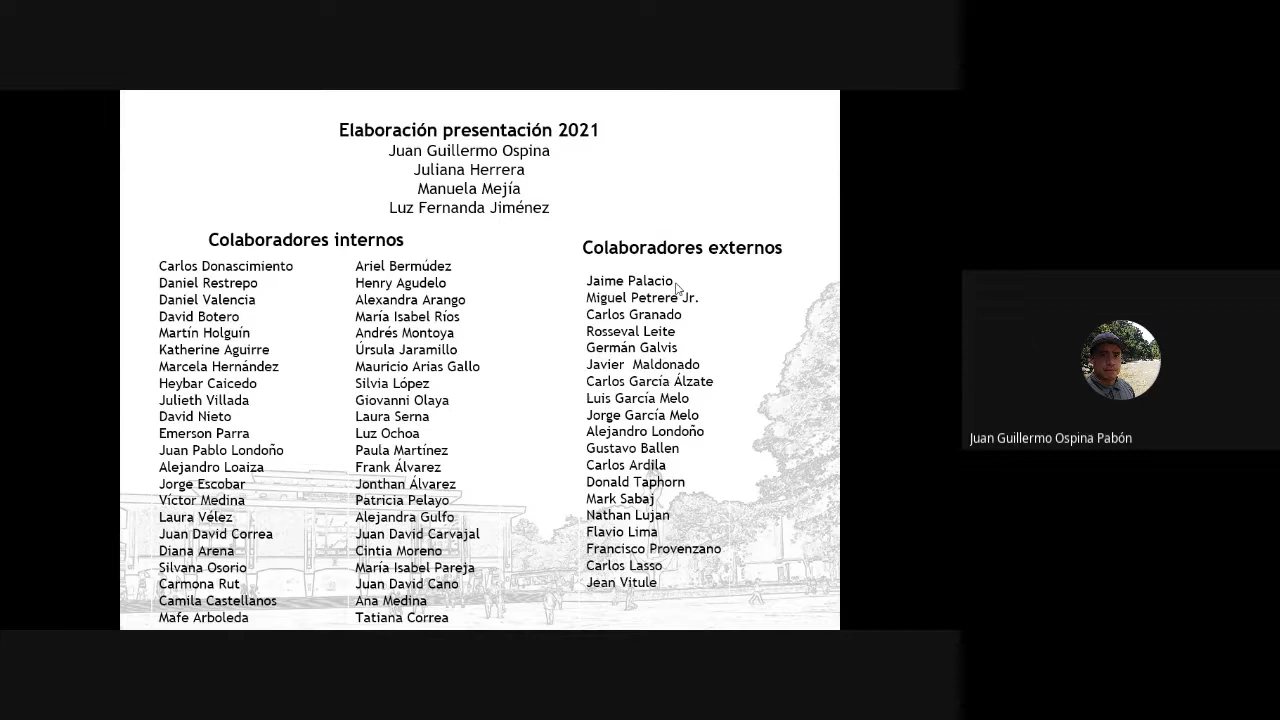 Elaboración presentación 2021
Juan Guillermo Ospina
Juliana Herrera
Manuela Mejía
Luz Fernanda Jiménez
Colaboradores internos
Carlos Donascimiento
Daniel Restrepo
Daniel Valencia
David Botero
Martín Holguín
Katherine Aguirre
Marcela Hernández
Heybar Caicedo
Julieth Villada
David Nieto
Emerson Parra
Juan Pablo Londoño
Alejandro Loaiza
Jorge Escobar
Víctor Medina
Laura Vélez
Juan David Correa
Diana Arena
Silvana Osorio
Carmona Rut
Camila Castellanos
Mafe Arboleda
Ariel Bermúdez
Henry Agudelo
Alexandra Arango
María Isabel Ríos
Andrés Montoya
Úrsula Jaramillo
Mauricio Arias Gallo
Silvia López
Giovanni Olaya
Laura Serna
Luz Ochoa
Paula Martínez
Frank Álvarez
Jonthan Álvarez
Patricia Pelayo
Alejandra Gulfo
Juan David Carvajal
Cintia Moreno
María Isabel Pareja
Juan David Cano
Ana Medina
Tatiana Correa
Colaboradores externos
Jaime Palacio
Miguel Petrere Jr.
Carlos Granado
Rosseval Leite
Germán Galvis
Javier Maldonado
Carlos García Álzate
Luis García Melo
Jorge García Melo
Alejandro Londoño
Gustavo Ballen
Carlos Ardila
Donald Taphorn
Mark Sabaj
Nathan Lujan
Flavio Lima
Francisco Provenzano
Carlos Lasso
Jean Vitule
Juan Guillermo Ospina Pabón